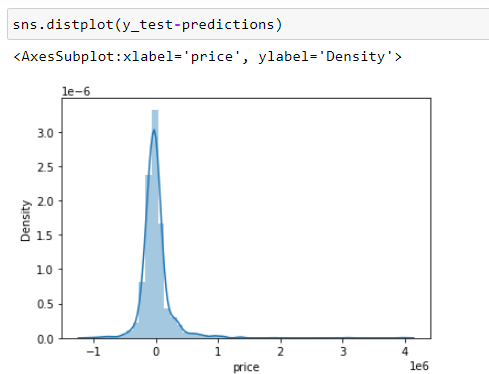 sns.distplot(y_test-predictions)
<AxesSubplot:xlabel='price', ylabel='Density'>
1e−6
3.0
2.5
2.0
1.5
1.0
0.5
0.0
Density
−1 0 1 2 3 4
1e6
price